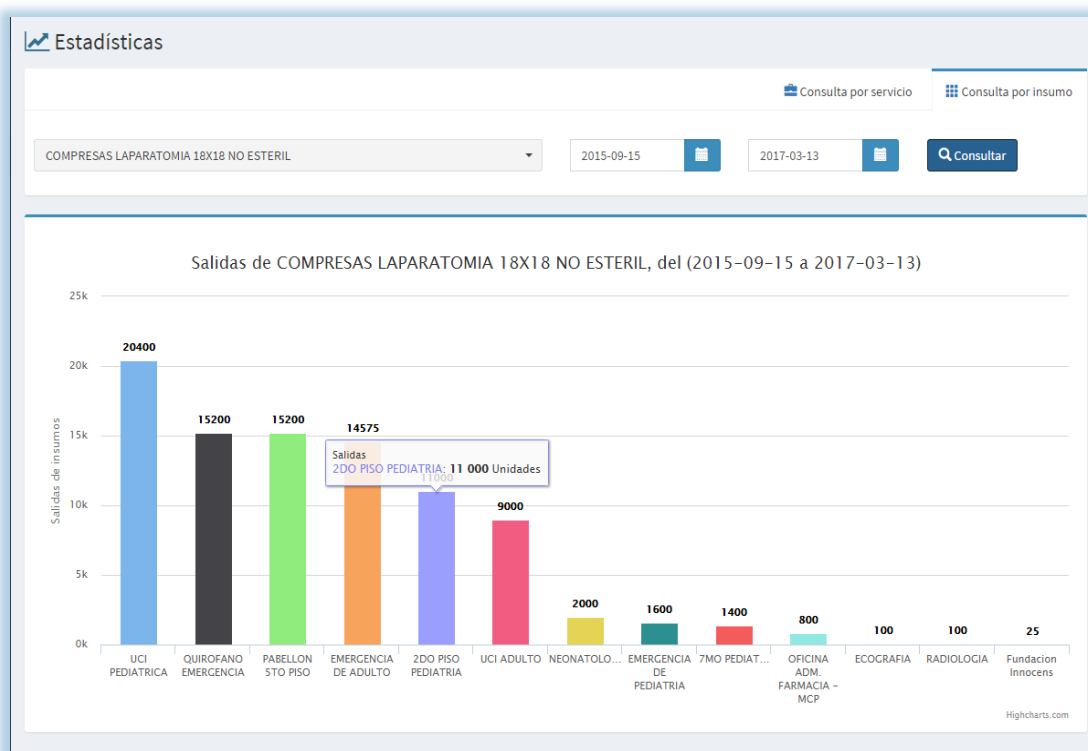 Estadísticas
Consulta por servicio
Consulta por insumo
COMPRESAS LAPARATOMIA 18X18 NO ESTERIL
2015-09-15
2017-03-13
Consultar
Salidas de COMPRESAS LAPARATOMIA 18X18 NO ESTERIL, del (2015-09-15 a 2017-03-13)
Salidas de insumos
25k
20k
15k
10k
5k
0k
20400
15200
15200
14575
11000
9000
2000
1600
1400
800
100
100
25
Salidas
2DO PISO PEDIATRIA: 11 000 Unidades
UCI
PEDIATRICA
QUIROFANO
EMERGENCIA
PABELLON
5TO PISO
EMERGENCIA
DE ADULTO
2DO PISO
PEDIATRIA
UCI ADULTO
NEONATOLO...
EMERGENCIA
DE
PEDIATRIA
7MO PEDIAT...
OFICINA
ADM.
FARMACIA -
MCP
ECOGRAFIA
RADIOLOGIA
Fundacion
Innocens
Highcharts.com